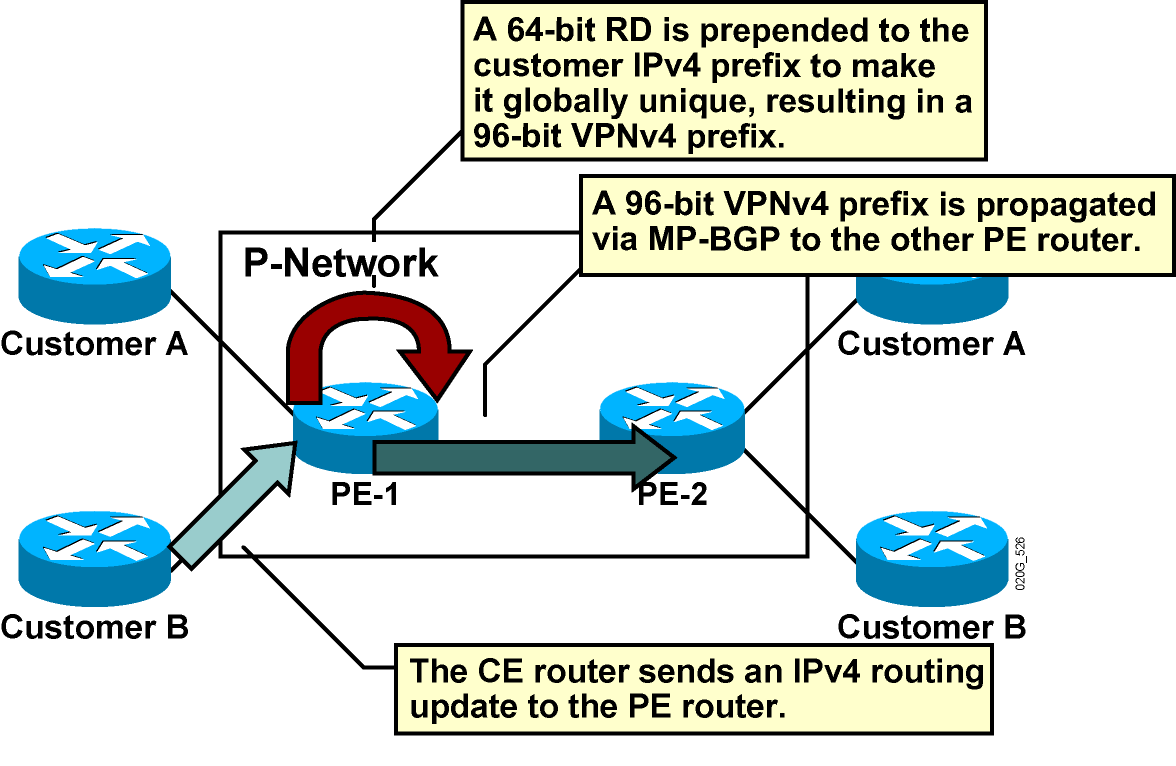 A 64-bit RD is prepended to the
customer IPv4 prefix to make
it globally unique, resulting in a
96-bit VPNv4 prefix.
A 96-bit VPNv4 prefix is propagated
via MP-BGP to the other PE router.
P-Network
Customer A
Customer A
PE-1
PE-2
020G_526
Customer B
Customer B
The CE router sends an IPv4 routing
update to the PE router.